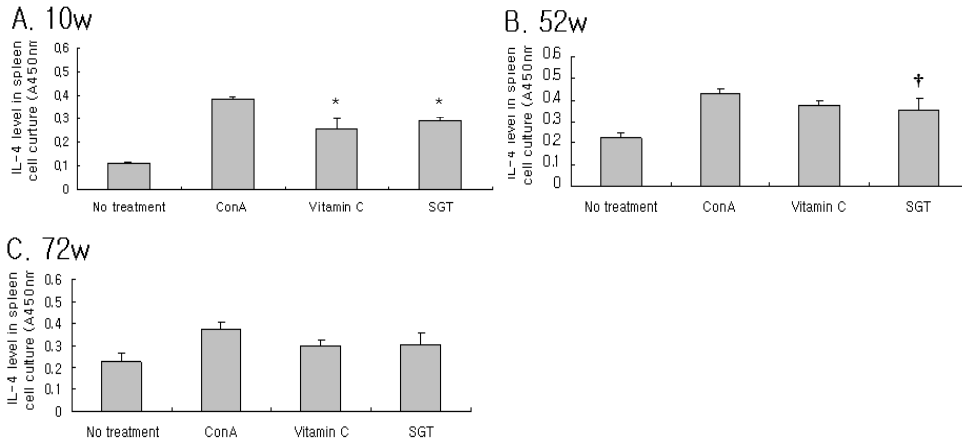 A. 10w
IL-4 level in spleen
cell curture (A450nm
0.6
0.5
0.4
0.3
0.2
0.1
0
* *
No treatment ConA Vitamin C SGT
B. 52w
IL-4 level in spleen
cell culture (A450nm
0.6
0.5
0.4
0.3
0.2
0.1
0
†
No treatment ConA Vitamin C SGT
C. 72w
IL-4 level in spleen
cell culture (A450nm
0.6
0.5
0.4
0.3
0.2
0.1
0
No treatment ConA Vitamin C SGT